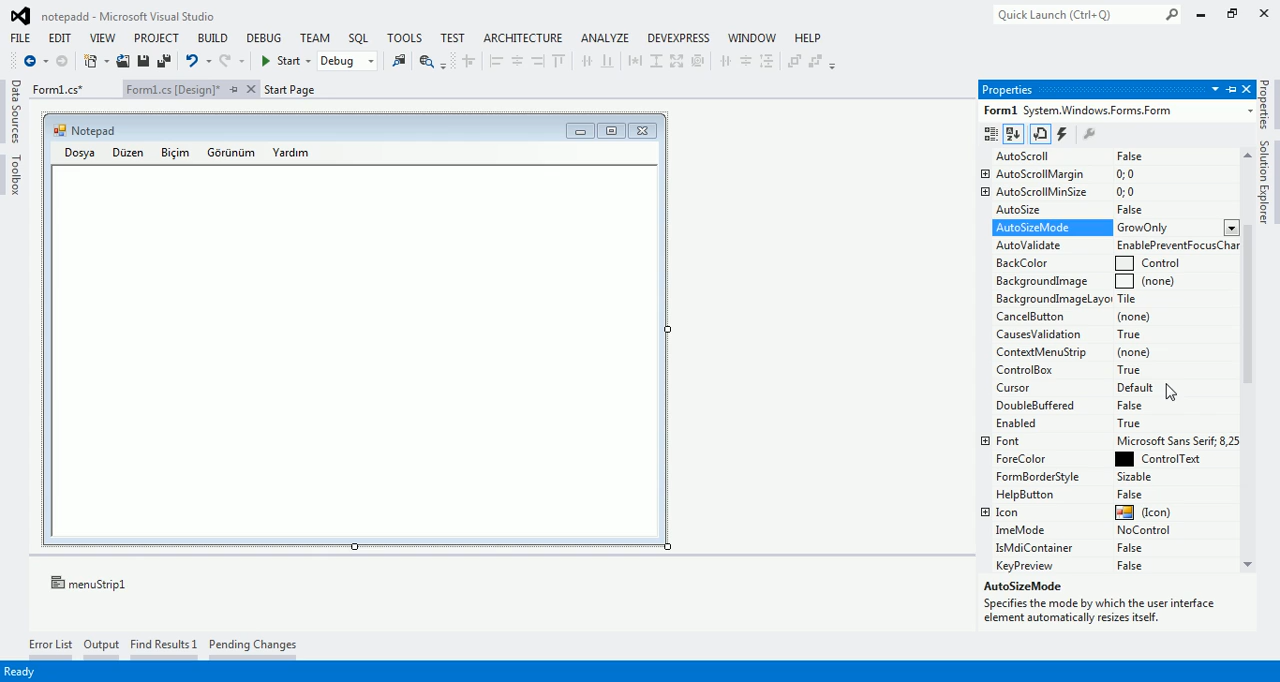 notepadd - Microsoft Visual Studio
Quick Launch (Ctrl+Q)
FILE EDIT VIEW PROJECT BUILD DEBUG TEAM SQL TOOLS TEST ARCHITECTURE ANALYZE DEVEXPRESS WINDOW HELP
Start Debug
Data Sources
Toolbox
Form1.cs* Form1.cs [Design]* Start Page
Notepad
Dosya Düzen Biçim Görünüm Yardım
menuStrip1
Properties
Form1 System.Windows.Forms.Form
AutoScroll False
AutoScrollMargin 0; 0
AutoScrollMinSize 0; 0
AutoSize False
AutoSizeMode GrowOnly
AutoValidate EnablePreventFocusChar
BackColor Control
BackgroundImage (none)
BackgroundImageLayou Tile
CancelButton (none)
CausesValidation True
ContextMenuStrip (none)
ControlBox True
Cursor Default
DoubleBuffered False
Enabled True
Font Microsoft Sans Serif; 8,25
ForeColor ControlText
FormBorderStyle Sizable
HelpButton False
Icon (Icon)
ImeMode NoControl
IsMdiContainer False
KeyPreview False
AutoSizeMode
Specifies the mode by which the user interface
element automatically resizes itself.
Properties
Solution Explorer
Error List Output Find Results 1 Pending Changes
Ready